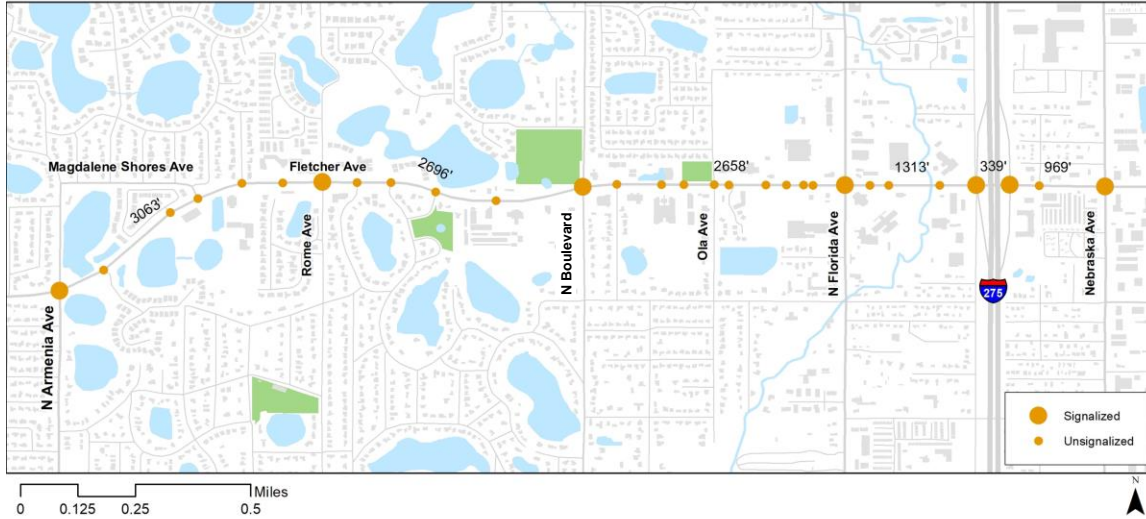 Magdalene Shores Ave
Fletcher Ave
2696'
2658'
1313'
339'
969'
3063'
Rome Ave
N Boulevard
Ola Ave
N Florida Ave
Nebraska Ave
N Armenia Ave
275
Signalized
Unsignalized
Miles
0
0.125
0.25
0.5
N